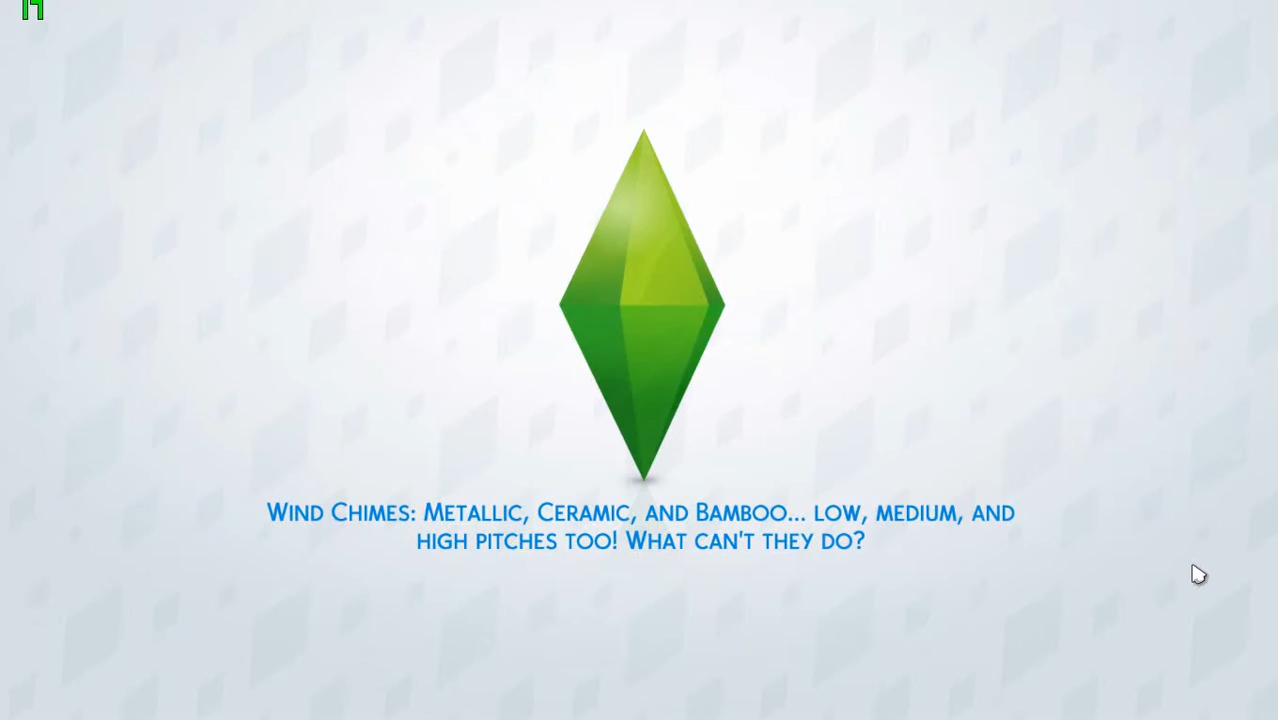 Wind Chimes: Metallic, Ceramic, and Bamboo... low, medium, and
high pitches too! What can't they do?